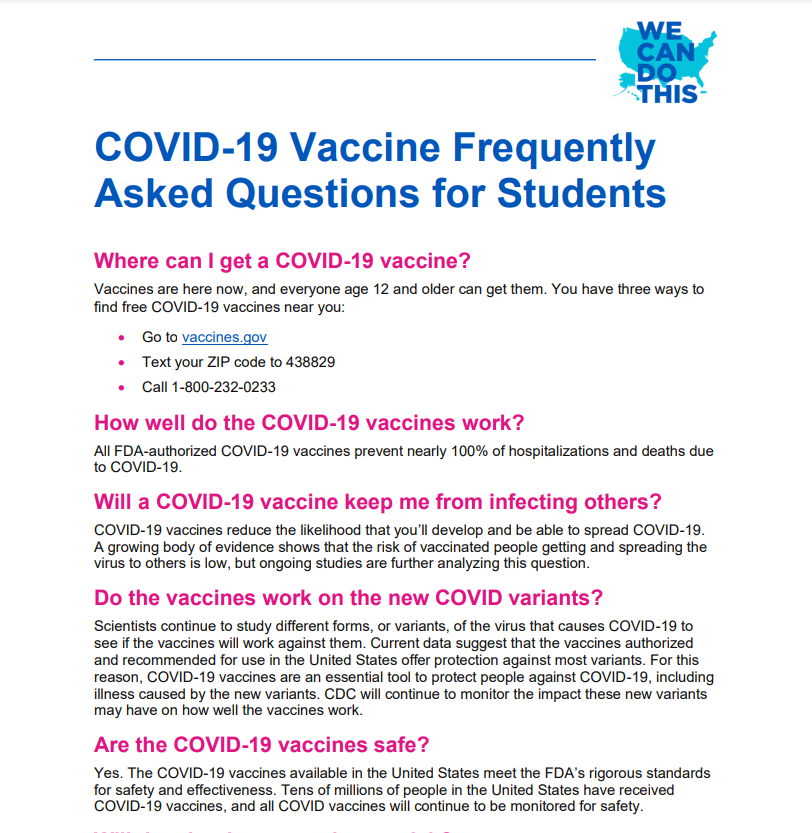 WE
CAN
DO
THIS
COVID-19 Vaccine Frequently
Asked Questions for Students
Where can I get a COVID-19 vaccine?
Vaccines are here now, and everyone age 12 and older can get them. You have three ways to
find free COVID-19 vaccines near you:
• Go to vaccines.gov
• Text your ZIP code to 438829
• Call 1-800-232-0233
How well do the COVID-19 vaccines work?
All FDA-authorized COVID-19 vaccines prevent nearly 100% of hospitalizations and deaths due
to COVID-19.
Will a COVID-19 vaccine keep me from infecting others?
COVID-19 vaccines reduce the likelihood that you’ll develop and be able to spread COVID-19.
A growing body of evidence shows that the risk of vaccinated people getting and spreading the
virus to others is low, but ongoing studies are further analyzing this question.
Do the vaccines work on the new COVID variants?
Scientists continue to study different forms, or variants, of the virus that causes COVID-19 to
see if the vaccines will work against them. Current data suggest that the vaccines authorized
and recommended for use in the United States offer protection against most variants. For this
reason, COVID-19 vaccines are an essential tool to protect people against COVID-19, including
illness caused by the new variants. CDC will continue to monitor the impact these new variants
may have on how well the vaccines work.
Are the COVID-19 vaccines safe?
Yes. The COVID-19 vaccines available in the United States meet the FDA’s rigorous standards
for safety and effectiveness. Tens of millions of people in the United States have received
COVID-19 vaccines, and all COVID vaccines will continue to be monitored for safety.